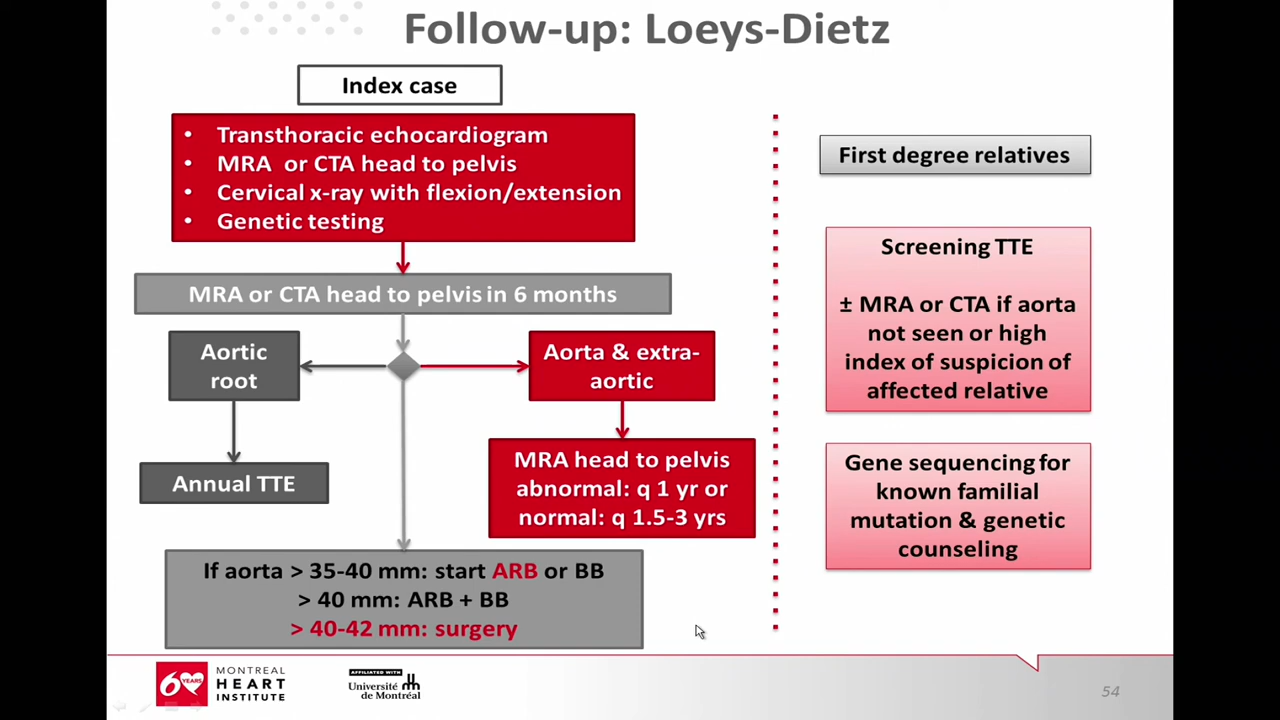 Follow-up: Loeys-Dietz
Index case
• Transthoracic echocardiogram
• MRA or CTA head to pelvis
• Cervical x-ray with flexion/extension
• Genetic testing
MRA or CTA head to pelvis in 6 months
Aortic
root
Annual TTE
Aorta & extra-
aortic
MRA head to pelvis
abnormal: q 1 yr or
normal: q 1.5-3 yrs
If aorta > 35-40 mm: start ARB or BB
> 40 mm: ARB + BB
> 40-42 mm: surgery
First degree relatives
Screening TTE
± MRA or CTA if aorta
not seen or high
index of suspicion of
affected relative
Gene sequencing for
known familial
mutation & genetic
counseling
60 YEARS
MONTREAL
HEART
INSTITUTE
AFFILIATED WITH
Université
de Montréal
54